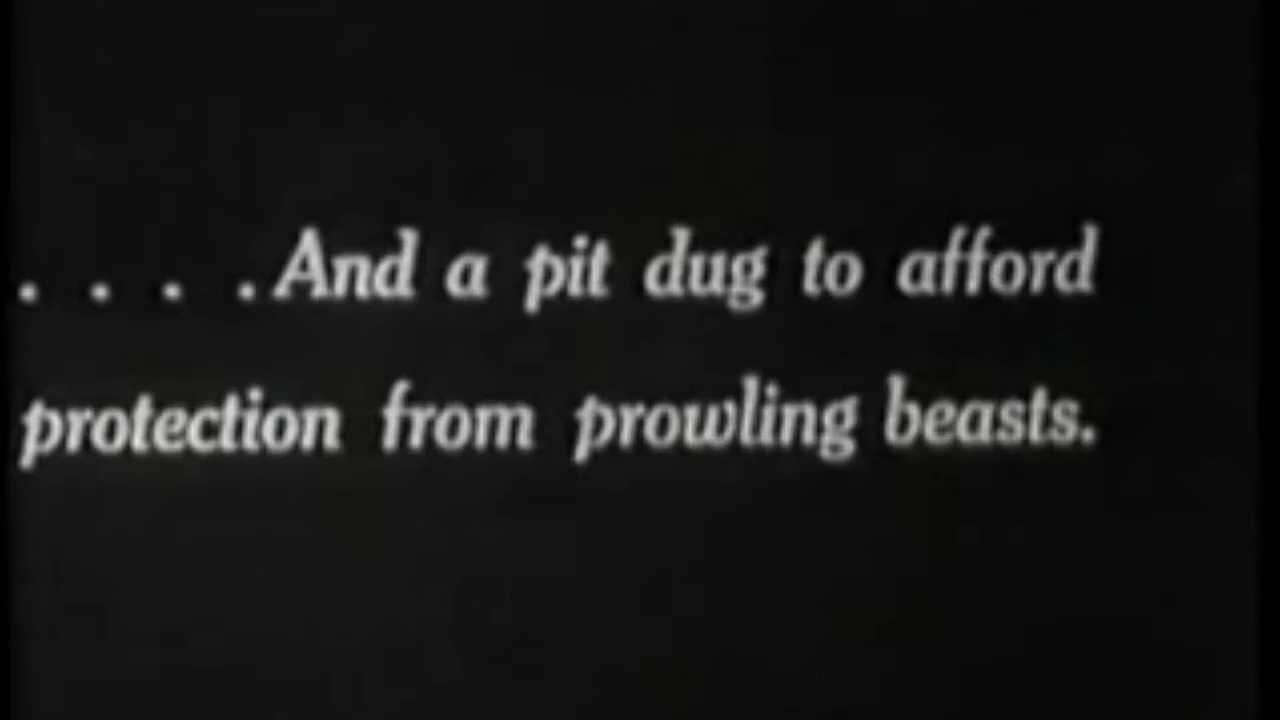 . . . . And a pit dug to afford
protection from prowling beasts.